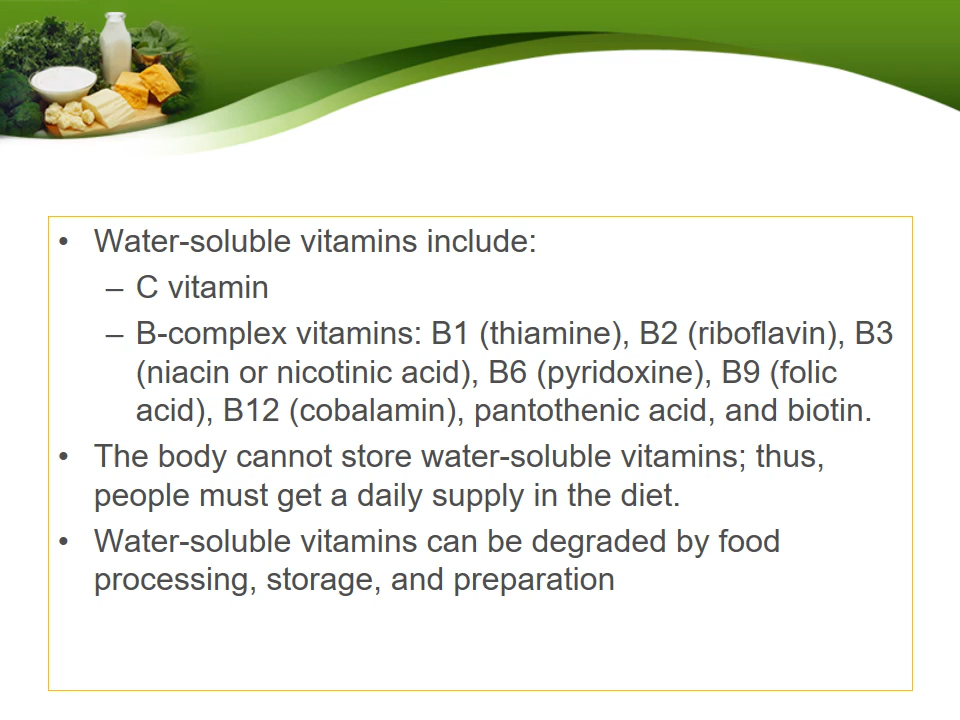 • Water-soluble vitamins include:
– C vitamin
– B-complex vitamins: B1 (thiamine), B2 (riboflavin), B3
(niacin or nicotinic acid), B6 (pyridoxine), B9 (folic
acid), B12 (cobalamin), pantothenic acid, and biotin.
• The body cannot store water-soluble vitamins; thus,
people must get a daily supply in the diet.
• Water-soluble vitamins can be degraded by food
processing, storage, and preparation